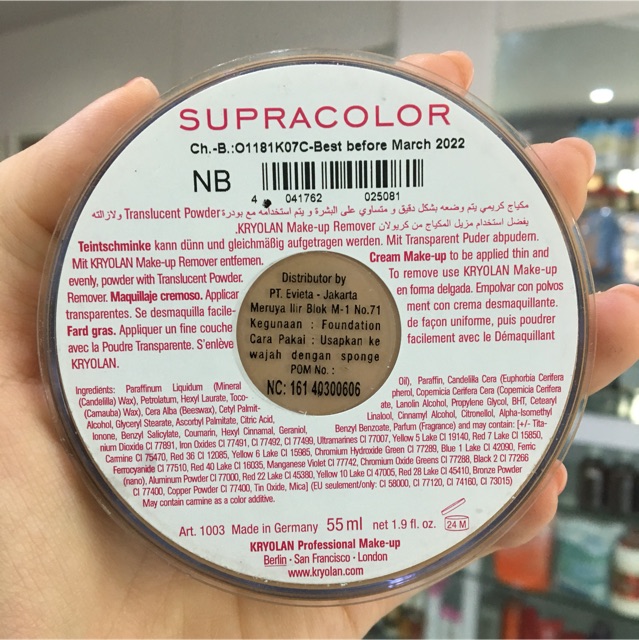 SUPRACOLOR
Ch.-B.:O1181K07C-Best before March 2022
NB
4 041762 025081
مكياج كريمي يتم وضعه بشكل دقيق و متساوي على البشرة و يتم استخدامه مع بودرة Translucent Powder ولازالته
يفضل استخدام مزيل المكياج من كريولان KRYOLAN Make-up Remover.
Teintschminke kann dünn und gleichmäßig aufgetragen werden. Mit Transparent Puder abpudern.
Mit KRYOLAN Make-up Remover entfernen. Cream Make-up to be applied thin and
evenly, powder with Translucent Powder. To remove use KRYOLAN Make-up
Remover. Maquillaje cremoso. Applicar en forma delgada. Empolvar con polvos
transparentes. Se desmaquilla facilemente con crema desmaquillante.
Fard gras. Appliquer un fine couche de façon uniforme, puis poudrer
avec la Poudre Transparente. S'enlève facilement avec le Démaquillant
KRYOLAN.
Distributor by
PT. Evieta - Jakarta
Meruya Ilir Blok M-1 No.71
Kegunaan : Foundation
Cara Pakai : Usapkan ke
wajah dengan sponge
POM No.:
NC: 161 40300606
Ingredients: Paraffinum Liquidum (Mineral Oil), Paraffin, Candelilla Cera (Euphorbia Cerifera
(Candelilla) Wax), Petrolatum, Hexyl Laurate, Tocopherol, Copernicia Cerifera Cera (Copernicia Cerifera
(Carnauba) Wax), Cera Alba (Beeswax), Cetyl Palmitate, Lanolin Alcohol, Propylene Glycol, BHT, Cetearyl
Alcohol, Glyceryl Stearate, Ascorbyl Palmitate, Citric Acid, Linalool, Cinnamyl Alcohol, Citronellol, Alpha-Isomethyl
Ionone, Benzyl Salicylate, Coumarin, Hexyl Cinnamal, Geraniol, Benzyl Benzoate, Parfum (Fragrance) and may contain: [+/- Tita-
nium Dioxide CI 77891, Iron Oxides CI 77491, CI 77492, CI 77499, Ultramarines CI 77007, Yellow 5 Lake CI 19140, Red 7 Lake CI 15850,
Carmine CI 75470, Red 36 CI 12085, Yellow 6 Lake CI 15985, Chromium Hydroxide Green CI 77289, Blue 1 Lake CI 42090, Ferric
Ferrocyanide CI 77510, Red 40 Lake CI 16035, Manganese Violet CI 77742, Chromium Oxide Greens CI 77288, Black 2 CI 77266
(nano), Aluminum Powder CI 77000, Red 22 Lake CI 45380, Yellow 10 Lake CI 47005, Red 28 Lake CI 45410, Bronze Powder
CI 77400, Copper Powder CI 77400, Tin Oxide, Mica] (EU seulement/only: CI 58000, CI 77120, CI 74160, CI 73015)
May contain carmine as a color additive.
Art. 1003 Made in Germany 55 ml net 1.9 fl. oz. 24 M
KRYOLAN Professional Make-up
Berlin · San Francisco · London
www.kryolan.com